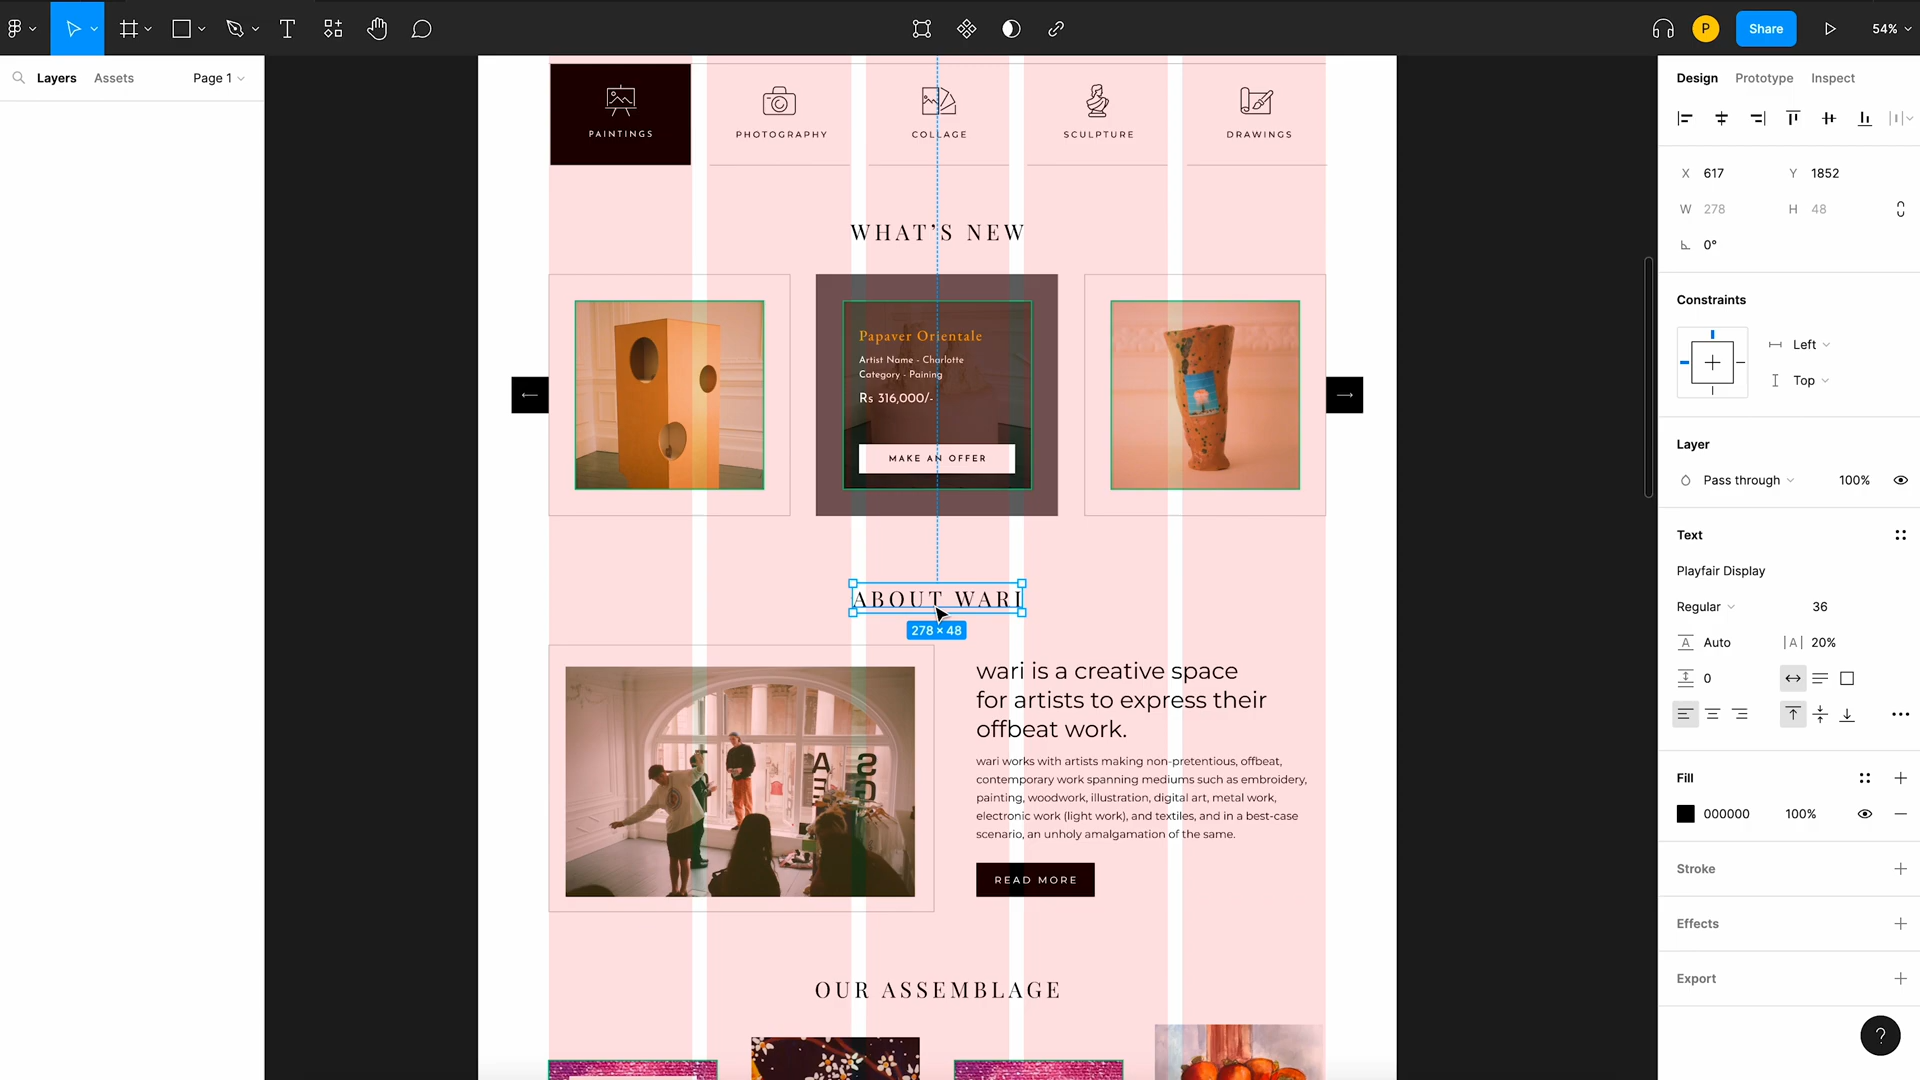 P
Share
54%
Layers
Assets
Page 1
Design
Prototype
Inspect
PAINTINGS
PHOTOGRAPHY
COLLAGE
SCULPTURE
DRAWINGS
X 617
Y 1852
W 278
H 48
0°
WHAT'S NEW
Constraints
Left
Top
Papaver Orientale
Artist Name - Charlotte
Category - Paining
Rs 316,000/-
MAKE AN OFFER
Layer
Pass through
100%
Text
Playfair Display
Regular
36
Auto
|A| 20%
0
ABOUT WARI
278 × 48
wari is a creative space
for artists to express their
offbeat work.
wari works with artists making non-pretentious, offbeat,
contemporary work spanning mediums such as embroidery,
painting, woodwork, illustration, digital art, metal work,
electronic work (light work), and textiles, and in a best-case
scenario, an unholy amalgamation of the same.
READ MORE
Fill
000000
100%
Stroke
Effects
Export
OUR ASSEMBLAGE
?